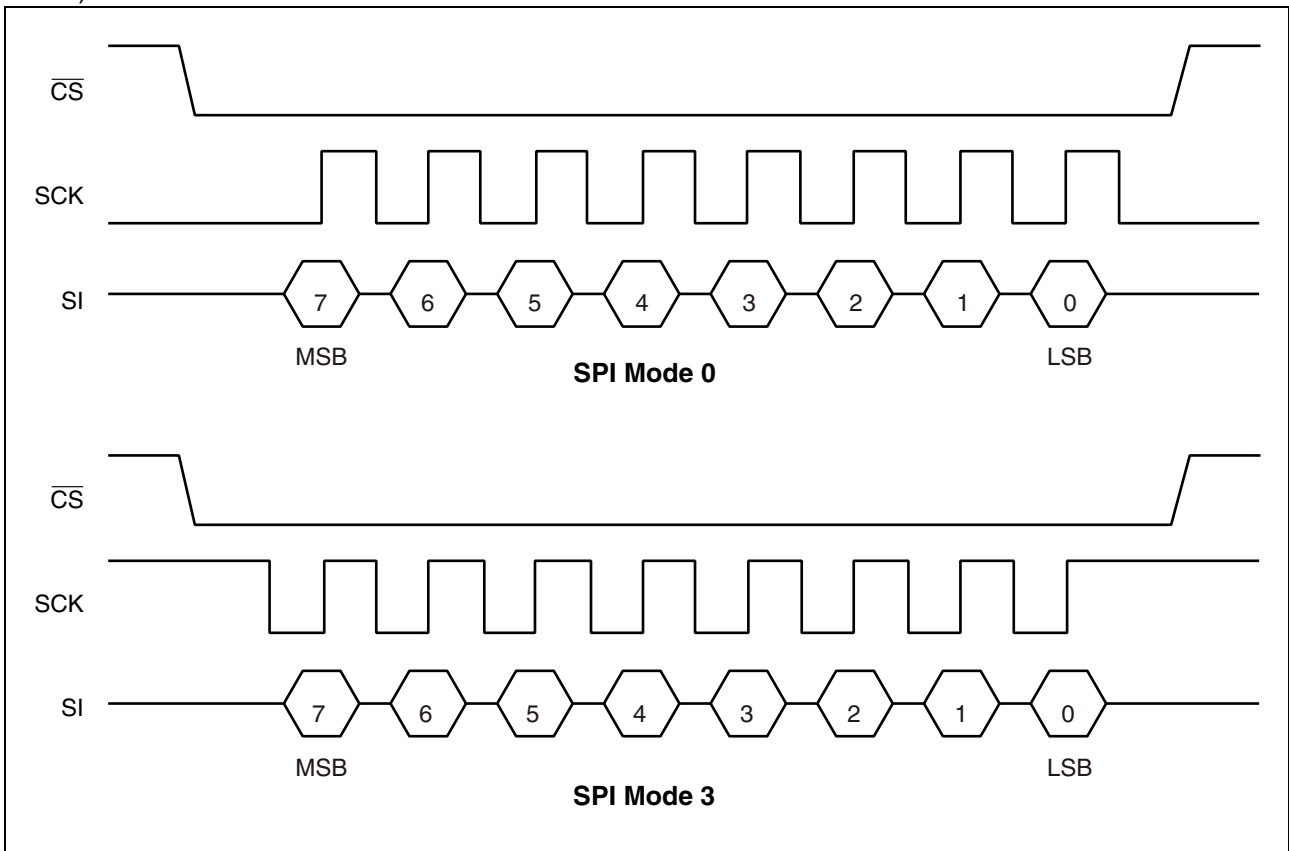 CS
SCK
SI
7 6 5 4 3 2 1 0
MSB LSB
SPI Mode 0
CS
SCK
SI
7 6 5 4 3 2 1 0
MSB LSB
SPI Mode 3